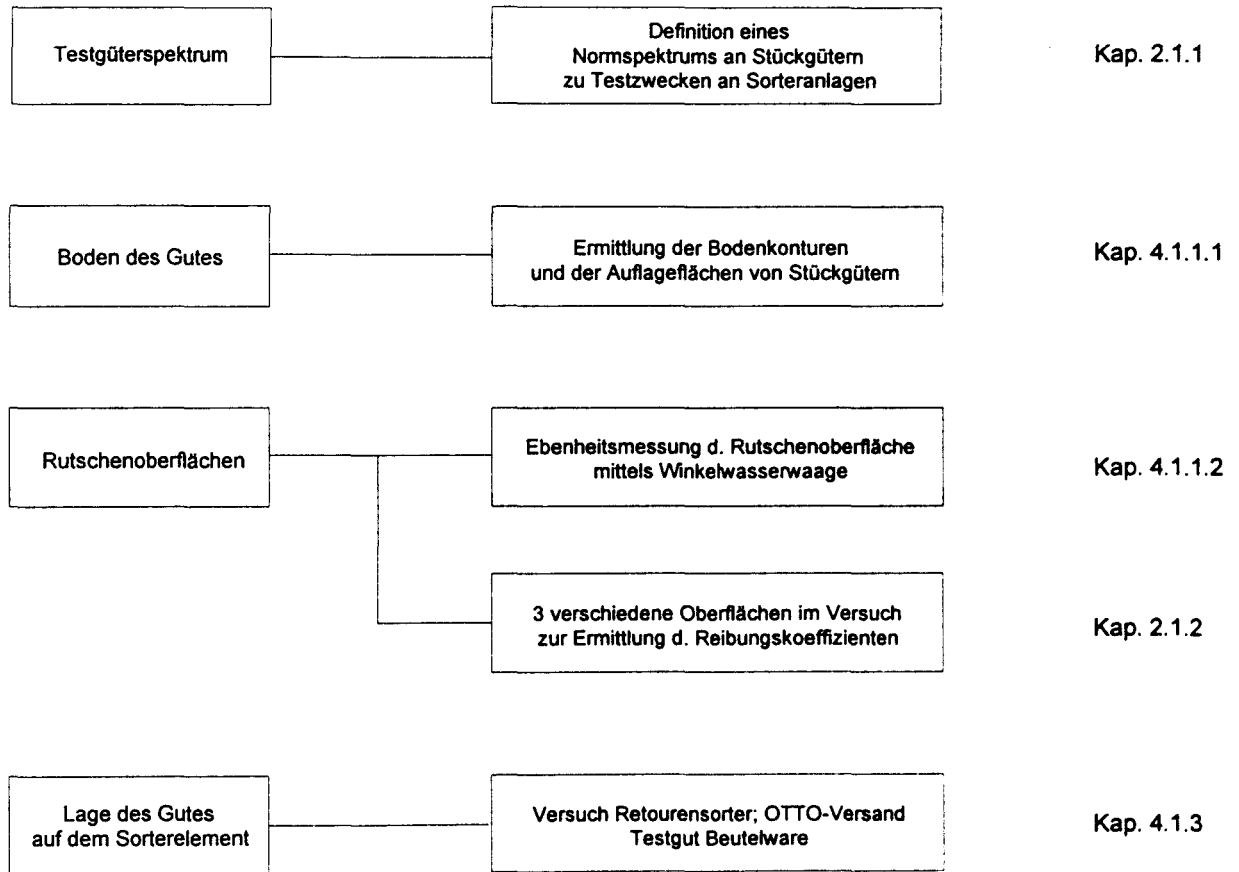 Testgüterspektrum
Definition eines
Normspektrums an Stückgütern
zu Testzwecken an Sorteranlagen
Kap. 2.1.1
Boden des Gutes
Ermittlung der Bodenkonturen
und der Auflageflächen von Stückgütern
Kap. 4.1.1.1
Rutschenoberflächen
Ebenheitsmessung d. Rutschenoberfläche
mittels Winkelwasserwaage
Kap. 4.1.1.2
3 verschiedene Oberflächen im Versuch
zur Ermittlung d. Reibungskoeffizienten
Kap. 2.1.2
Lage des Gutes
auf dem Sorterelement
Versuch Retourensorter; OTTO-Versand
Testgut Beutelware
Kap. 4.1.3